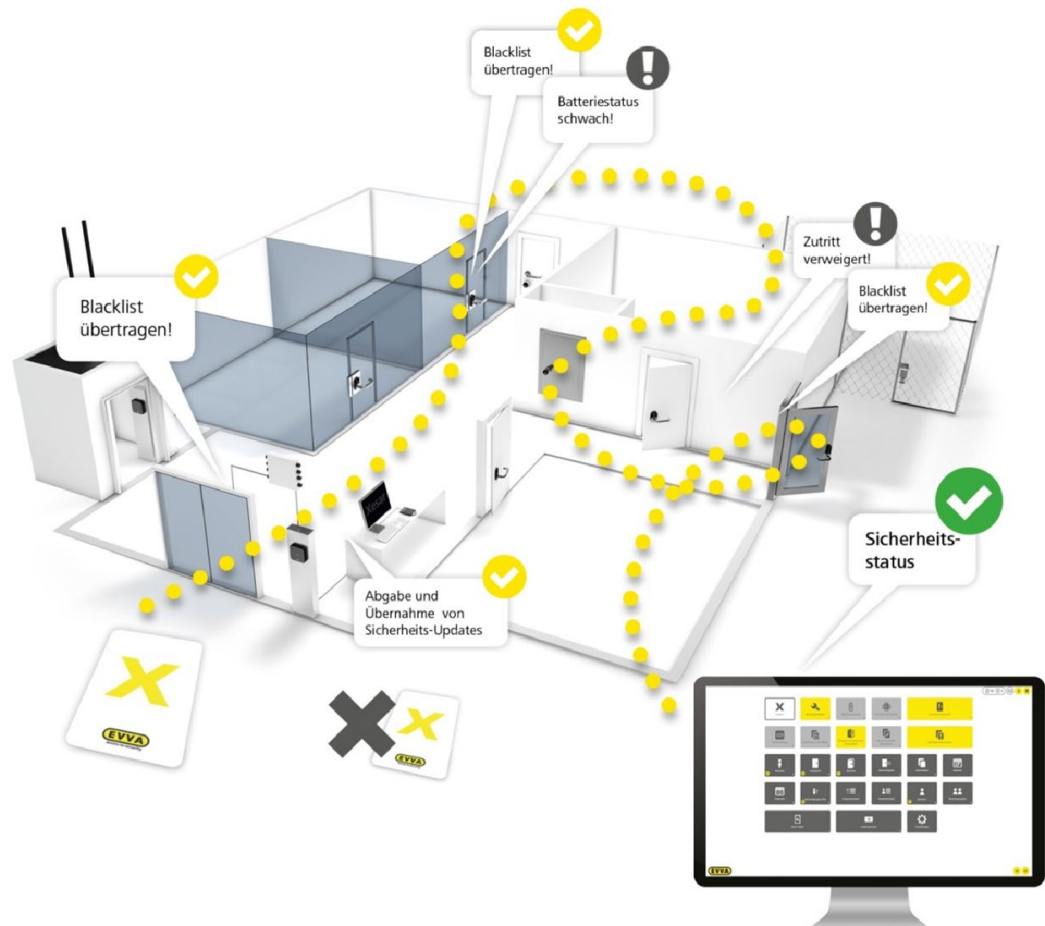 Blacklist
übertragen!
Batteriestatus
schwach!
Zutritt
verweigert!
Blacklist
übertragen!
Blacklist
übertragen!
Xesar
Sicherheits-
status
Abgabe und
Übernahme von
Sicherheits-Updates
EVVA
EVVA
EVVA